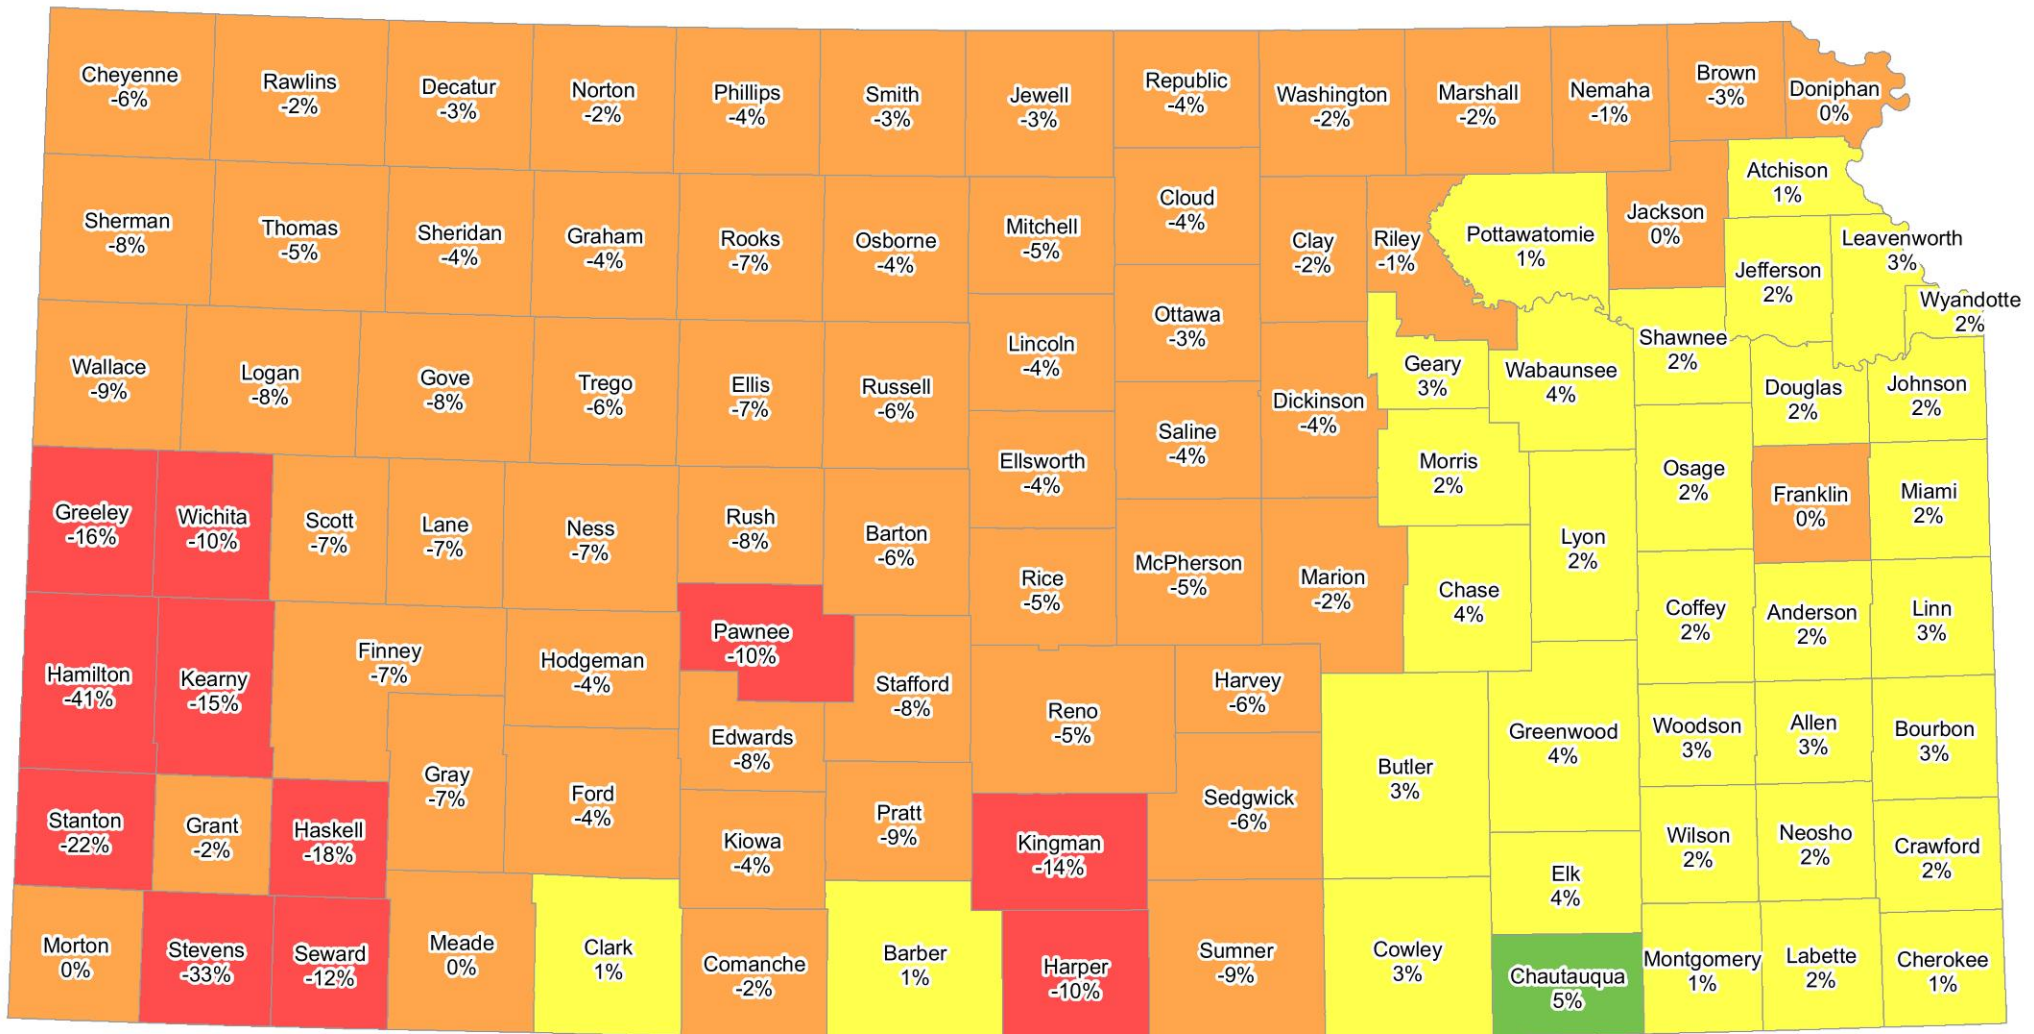 Cheyenne
-6%
Rawlins
-2%
Decatur
-3%
Norton
-2%
Phillips
-4%
Smith
-3%
Jewell
-3%
Republic
-4%
Washington
-2%
Marshall
-2%
Nemaha
-1%
Brown
-3%
Doniphan
0%
Atchison
1%
Sherman
-8%
Thomas
-5%
Sheridan
-4%
Graham
-4%
Rooks
-7%
Osborne
-4%
Mitchell
-5%
Cloud
-4%
Clay
-2%
Riley
-1%
Pottawatomie
1%
Jackson
0%
Jefferson
2%
Leavenworth
3%
Wyandotte
2%
Wallace
-9%
Logan
-8%
Gove
-8%
Trego
-6%
Ellis
-7%
Russell
-6%
Lincoln
-4%
Ottawa
-3%
Saline
-4%
Dickinson
-4%
Geary
3%
Wabaunsee
4%
Shawnee
2%
Douglas
2%
Johnson
2%
Greeley
-16%
Wichita
-10%
Scott
-7%
Lane
-7%
Ness
-7%
Rush
-8%
Barton
-6%
Ellsworth
-4%
Rice
-5%
McPherson
-5%
Marion
-2%
Morris
2%
Chase
4%
Lyon
2%
Osage
2%
Franklin
0%
Miami
2%
Hamilton
-41%
Kearny
-15%
Finney
-7%
Hodgeman
-4%
Pawnee
-10%
Stafford
-8%
Edwards
-8%
Reno
-5%
Harvey
-6%
Coffey
2%
Anderson
2%
Linn
3%
Gray
-7%
Ford
-4%
Kiowa
-4%
Pratt
-9%
Kingman
-14%
Sedgwick
-6%
Butler
3%
Greenwood
4%
Woodson
3%
Allen
3%
Bourbon
3%
Stanton
-22%
Grant
-2%
Haskell
-18%
Elk
4%
Wilson
2%
Neosho
2%
Crawford
2%
Morton
0%
Stevens
-33%
Seward
-12%
Meade
0%
Clark
1%
Comanche
-2%
Barber
1%
Harper
-10%
Sumner
-9%
Cowley
3%
Chautauqua
5%
Montgomery
1%
Labette
2%
Cherokee
1%